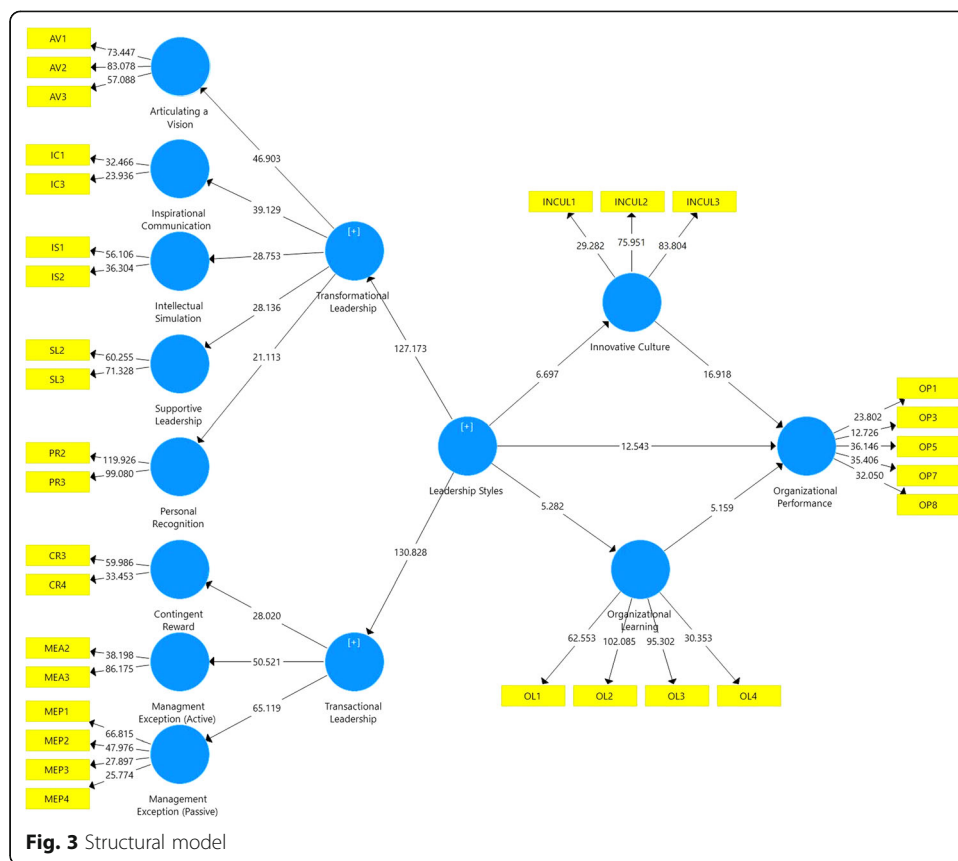 AV1
73.447
AV2
83.078
AV3
57.088
Articulating a
Vision
IC1
32.466
IC3
23.936
Inspirational
Communication
IS1
56.106
IS2
36.304
Intellectual
Simulation
SL2
60.255
SL3
71.328
Supportive
Leadership
PR2
119.926
PR3
99.080
Personal
Recognition
CR3
59.986
CR4
33.453
Contingent
Reward
MEA2
38.198
MEA3
86.175
Managment
Exception (Active)
MEP1
66.815
MEP2
47.976
MEP3
27.897
MEP4
25.774
Management
Exception (Passive)
46.903
39.129
28.753
28.136
21.113
[+]
Transformational
Leadership
127.173
[+]
Leadership Styles
130.828
28.020
50.521
65.119
[+]
Transactional
Leadership
INCUL1
INCUL2
INCUL3
29.282
75.951
83.804
Innovative Culture
6.697
16.918
12.543
5.282
5.159
Organizational
Learning
62.553
102.085
95.302
30.353
OL1
OL2
OL3
OL4
Organizational
Performance
OP1
23.802
OP3
12.726
OP5
36.146
OP7
35.406
OP8
32.050
Fig. 3 Structural model